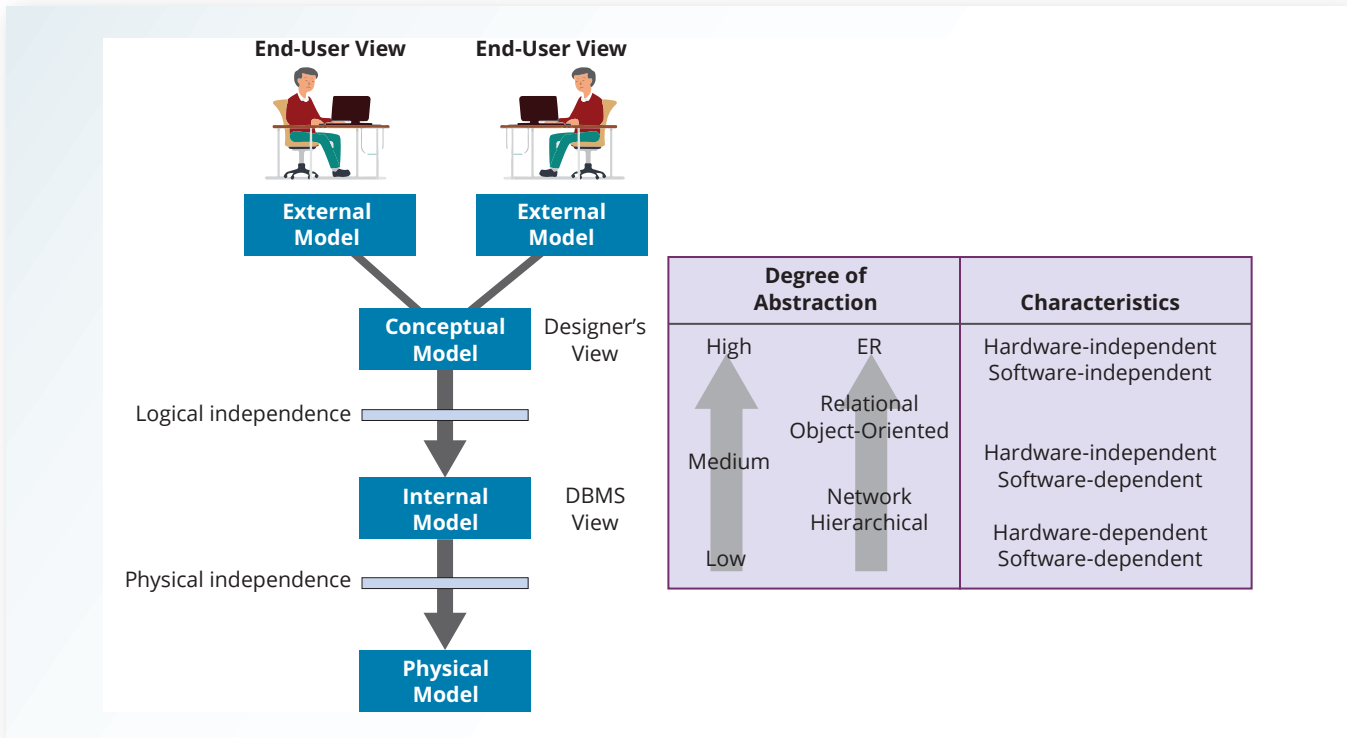 End-User View
End-User View
External
Model
External
Model
Conceptual
Model
Designer’s
View
Logical independence
Internal
Model
DBMS
View
Physical independence
Physical
Model
Degree of
Abstraction
Characteristics
High
ER
Hardware-independent
Software-independent
Relational
Object-Oriented
Medium
Hardware-independent
Software-dependent
Network
Hierarchical
Low
Hardware-dependent
Software-dependent